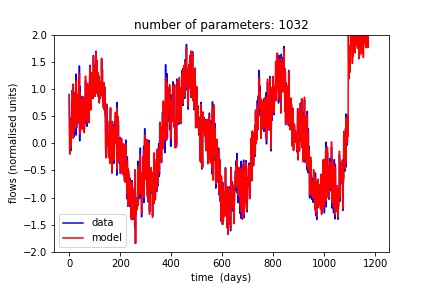 number of parameters: 1032
flows (normalised units)
2.0
1.5
1.0
0.5
0.0
−0.5
−1.0
−1.5
−2.0
data
model
0 200 400 600 800 1000 1200
time (days)